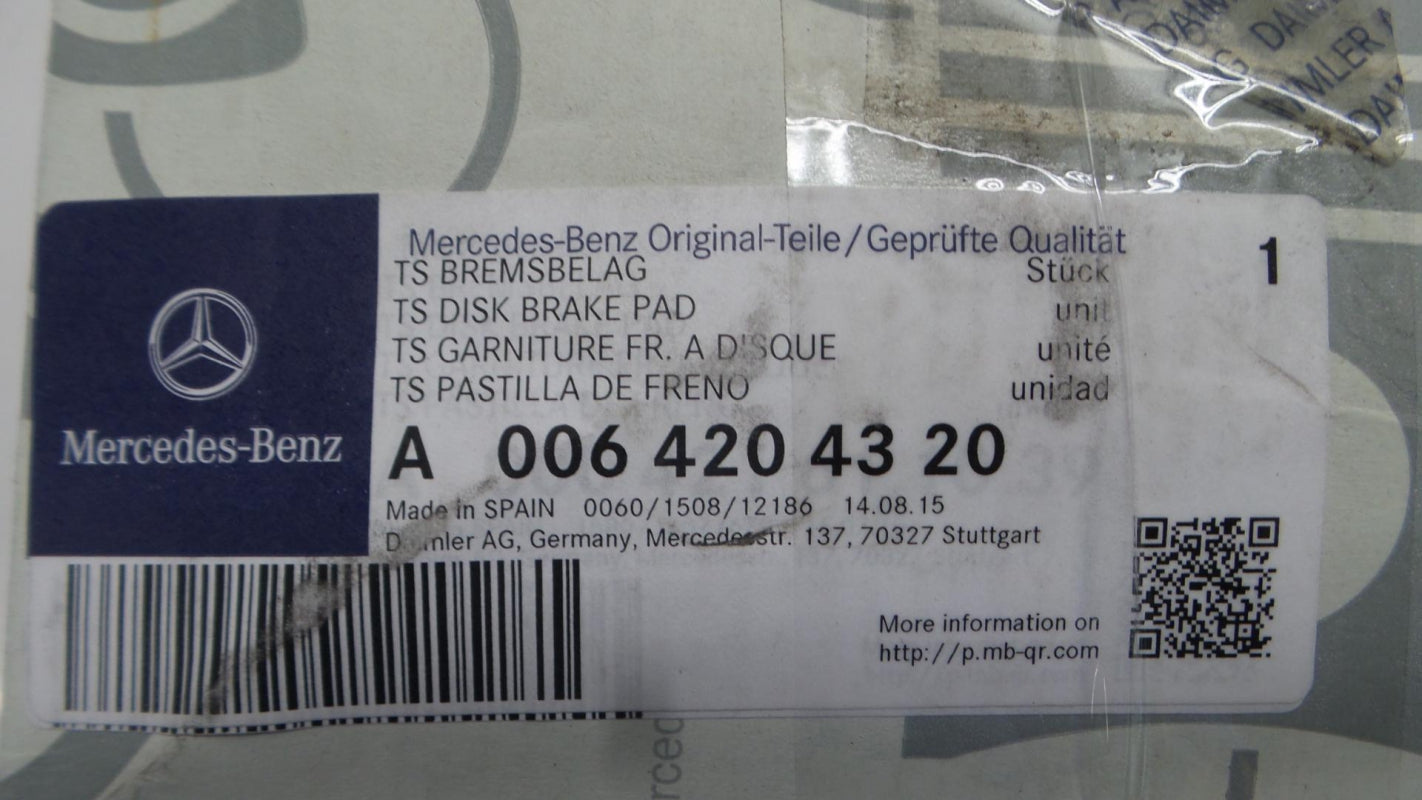 DAIMLER
Mercedes-Benz Original-Teile/Geprüfte Qualität
TS BREMSBELAG Stück 1
TS DISK BRAKE PAD unit
TS GARNITURE FR. A DISQUE unité
TS PASTILLA DE FRENO unidad
Mercedes-Benz
A 006 420 43 20
Made in SPAIN 0060/1508/12186 14.08.15
Daimler AG, Germany, Mercedesstr. 137, 70327 Stuttgart
More information on
http://p.mb-qr.com